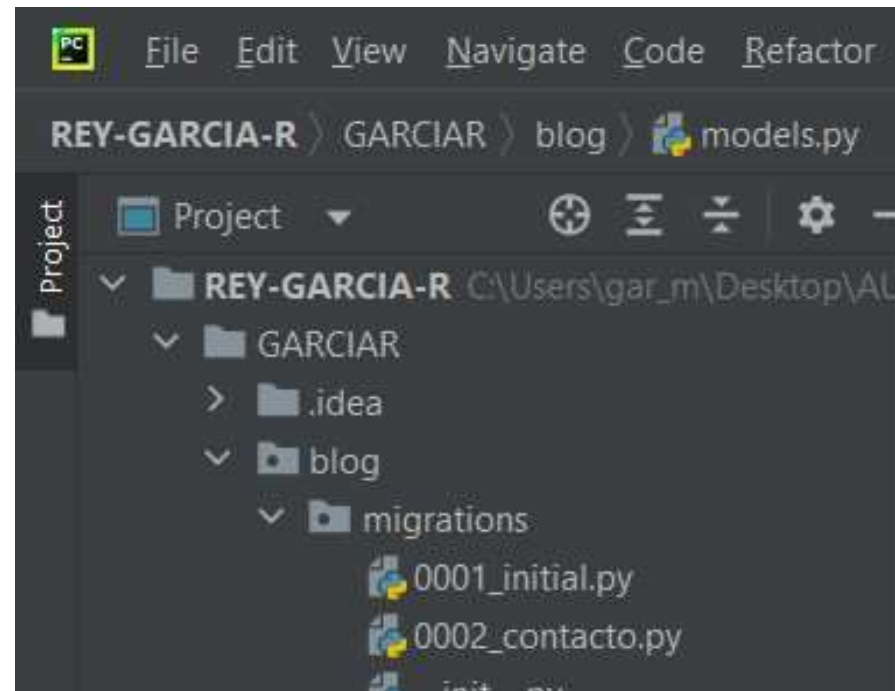 PC File Edit View Navigate Code Refactor
REY-GARCIA-R 〉 GARCIAR 〉 blog 〉 models.py
Project
Project
REY-GARCIA-R C:\Users\gar_m\Desktop\AU
GARCIAR
.idea
blog
migrations
0001_initial.py
0002_contacto.py